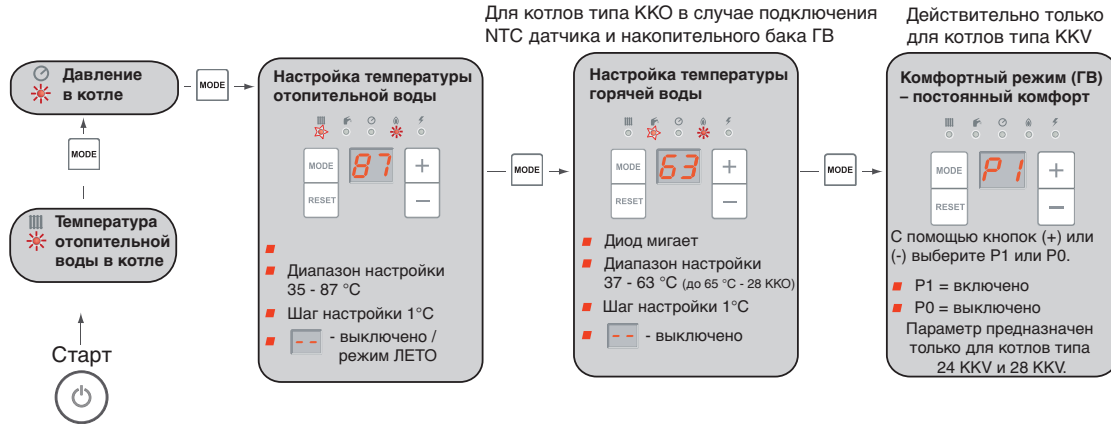 Для котлов типа KKO в случае подключения
NTC датчика и накопительного бака ГВ
Действительно только
для котлов типа KKV
Давление
в котле
MODE
MODE
Температура
отопительной
воды в котле
Старт
Настройка температуры
отопительной воды
MODE
87
+
RESET
–
Диапазон настройки
35 - 87 °C
Шаг настройки 1°C
-- - выключено /
режим ЛЕТО
MODE
Настройка температуры
горячей воды
MODE
63
+
RESET
–
Диод мигает
Диапазон настройки
37 - 63 °C (до 65 °C - 28 KKO)
Шаг настройки 1°C
-- - выключено
MODE
Комфортный режим (ГВ)
– постоянный комфорт
MODE
P1
+
RESET
–
С помощью кнопок (+) или
(-) выберите P1 или P0.
P1 = включено
P0 = выключено
Параметр предназначен
только для котлов типа
24 KKV и 28 KKV.